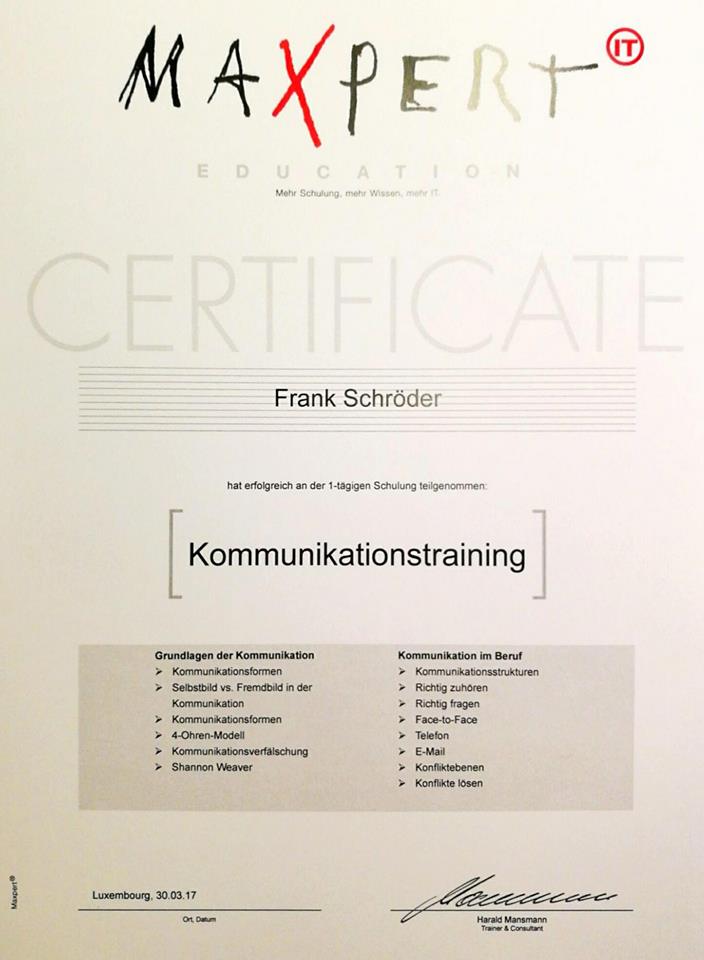 MAXPERT IT
EDUCATION
Mehr Schulung, mehr Wissen, mehr IT.
CERTIFICATE
Frank Schröder
hat erfolgreich an der 1-tägigen Schulung teilgenommen:
Kommunikationstraining
Grundlagen der Kommunikation
➢ Kommunikationsformen
➢ Selbstbild vs. Fremdbild in der
Kommunikation
➢ Kommunikationsformen
➢ 4-Ohren-Modell
➢ Kommunikationsverfälschung
➢ Shannon Weaver
Kommunikation im Beruf
➢ Kommunikationsstrukturen
➢ Richtig zuhören
➢ Richtig fragen
➢ Face-to-Face
➢ Telefon
➢ E-Mail
➢ Konfliktebenen
➢ Konflikte lösen
Maxpert®
Luxembourg, 30.03.17
Ort, Datum
Harald Mansmann
Trainer & Consultant